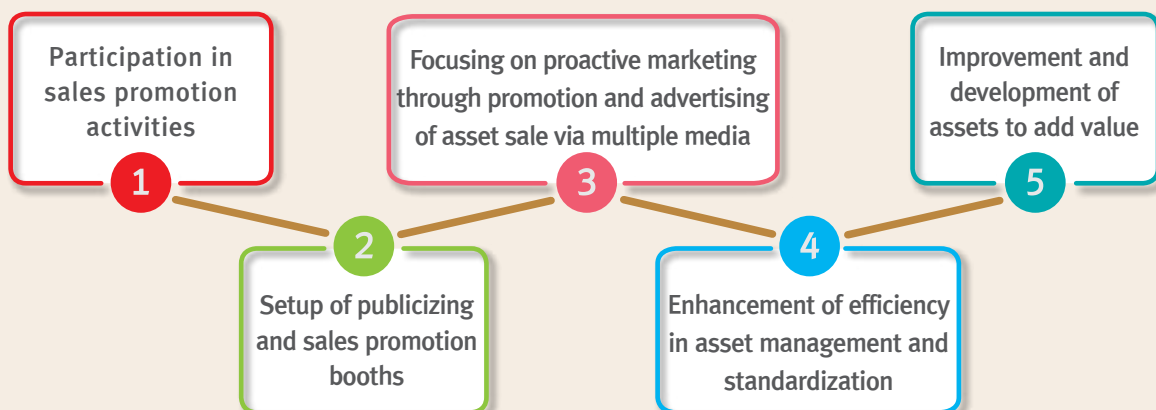 Participation in
sales promotion
activities
1
2
Setup of publicizing
and sales promotion
booths
Focusing on proactive marketing
through promotion and advertising
of asset sale via multiple media
3
4
Enhancement of efficiency
in asset management and
standardization
Improvement and
development of
assets to add value
5